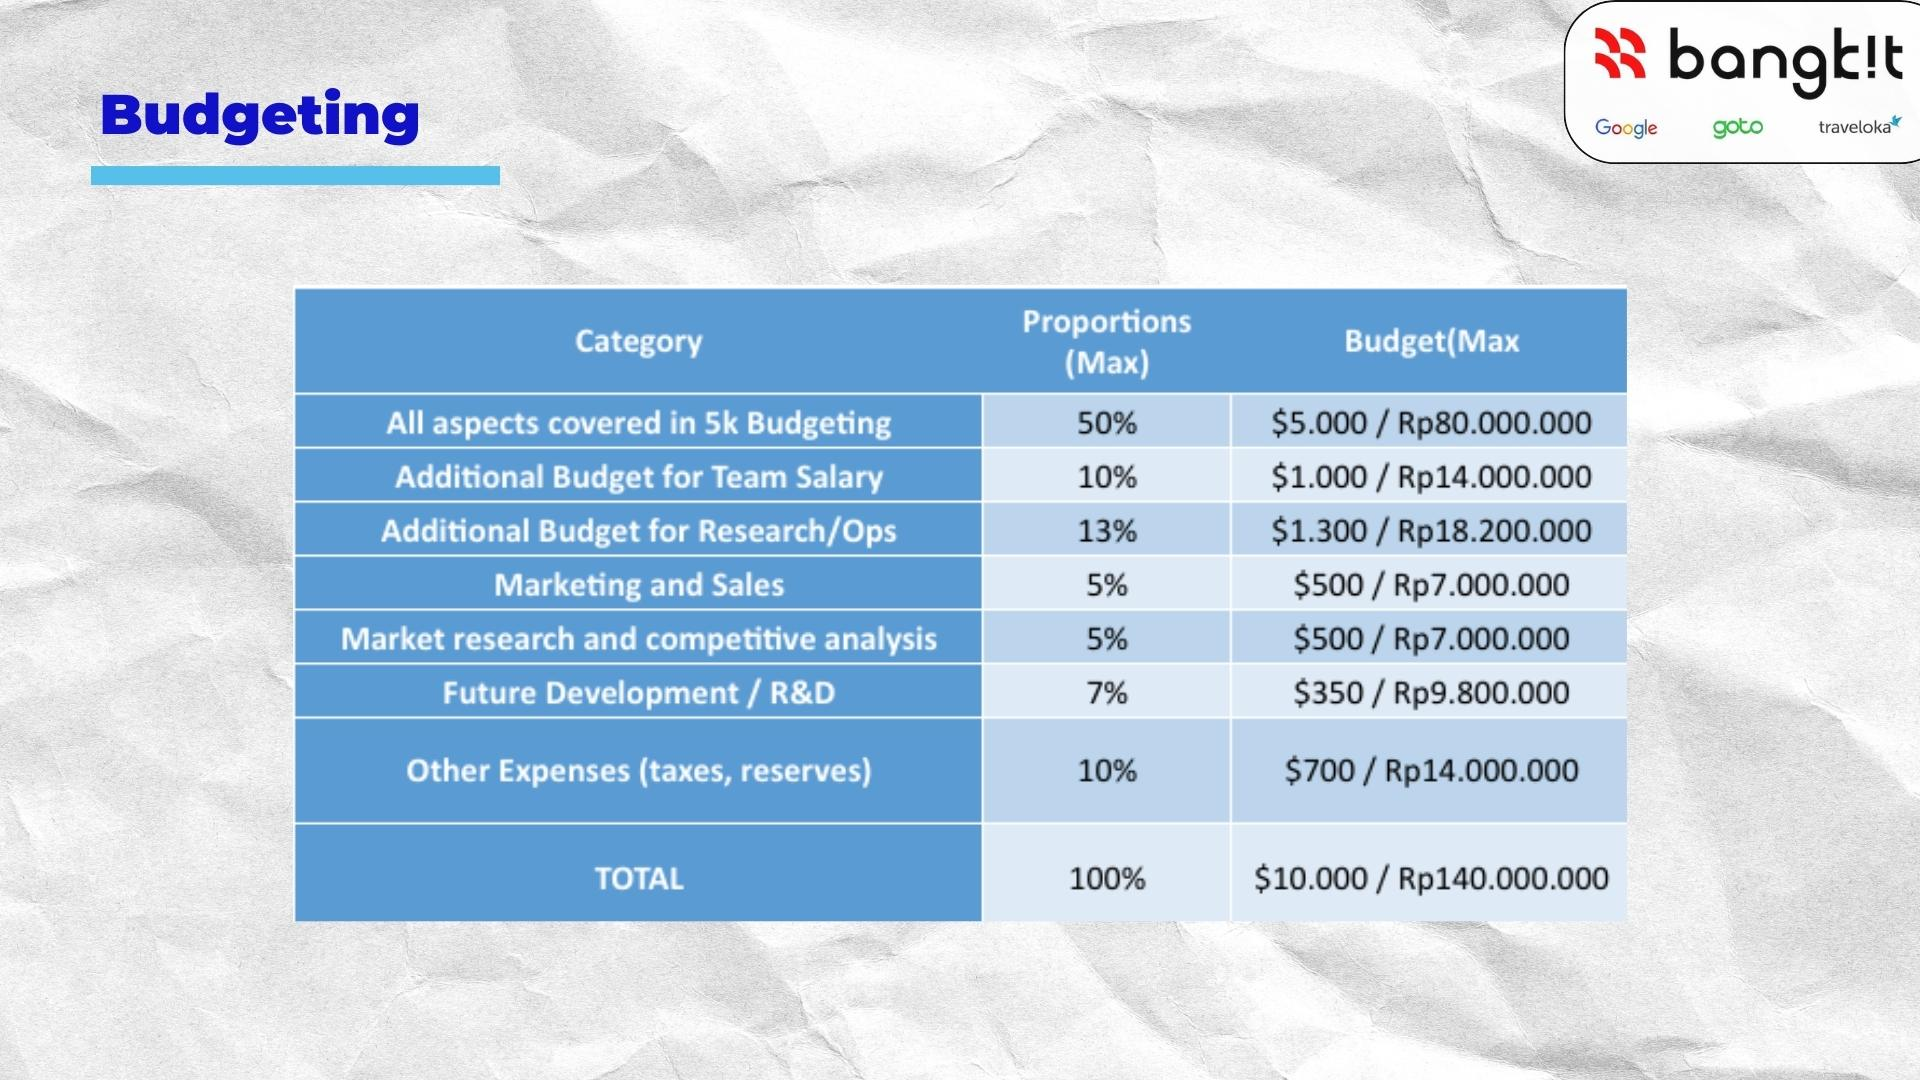 bangk!t
Google goto traveloka
Budgeting
Category Proportions (Max) Budget(Max
All aspects covered in 5k Budgeting 50% $5.000 / Rp80.000.000
Additional Budget for Team Salary 10% $1.000 / Rp14.000.000
Additional Budget for Research/Ops 13% $1.300 / Rp18.200.000
Marketing and Sales 5% $500 / Rp7.000.000
Market research and competitive analysis 5% $500 / Rp7.000.000
Future Development / R&D 7% $350 / Rp9.800.000
Other Expenses (taxes, reserves) 10% $700 / Rp14.000.000
TOTAL 100% $10.000 / Rp140.000.000